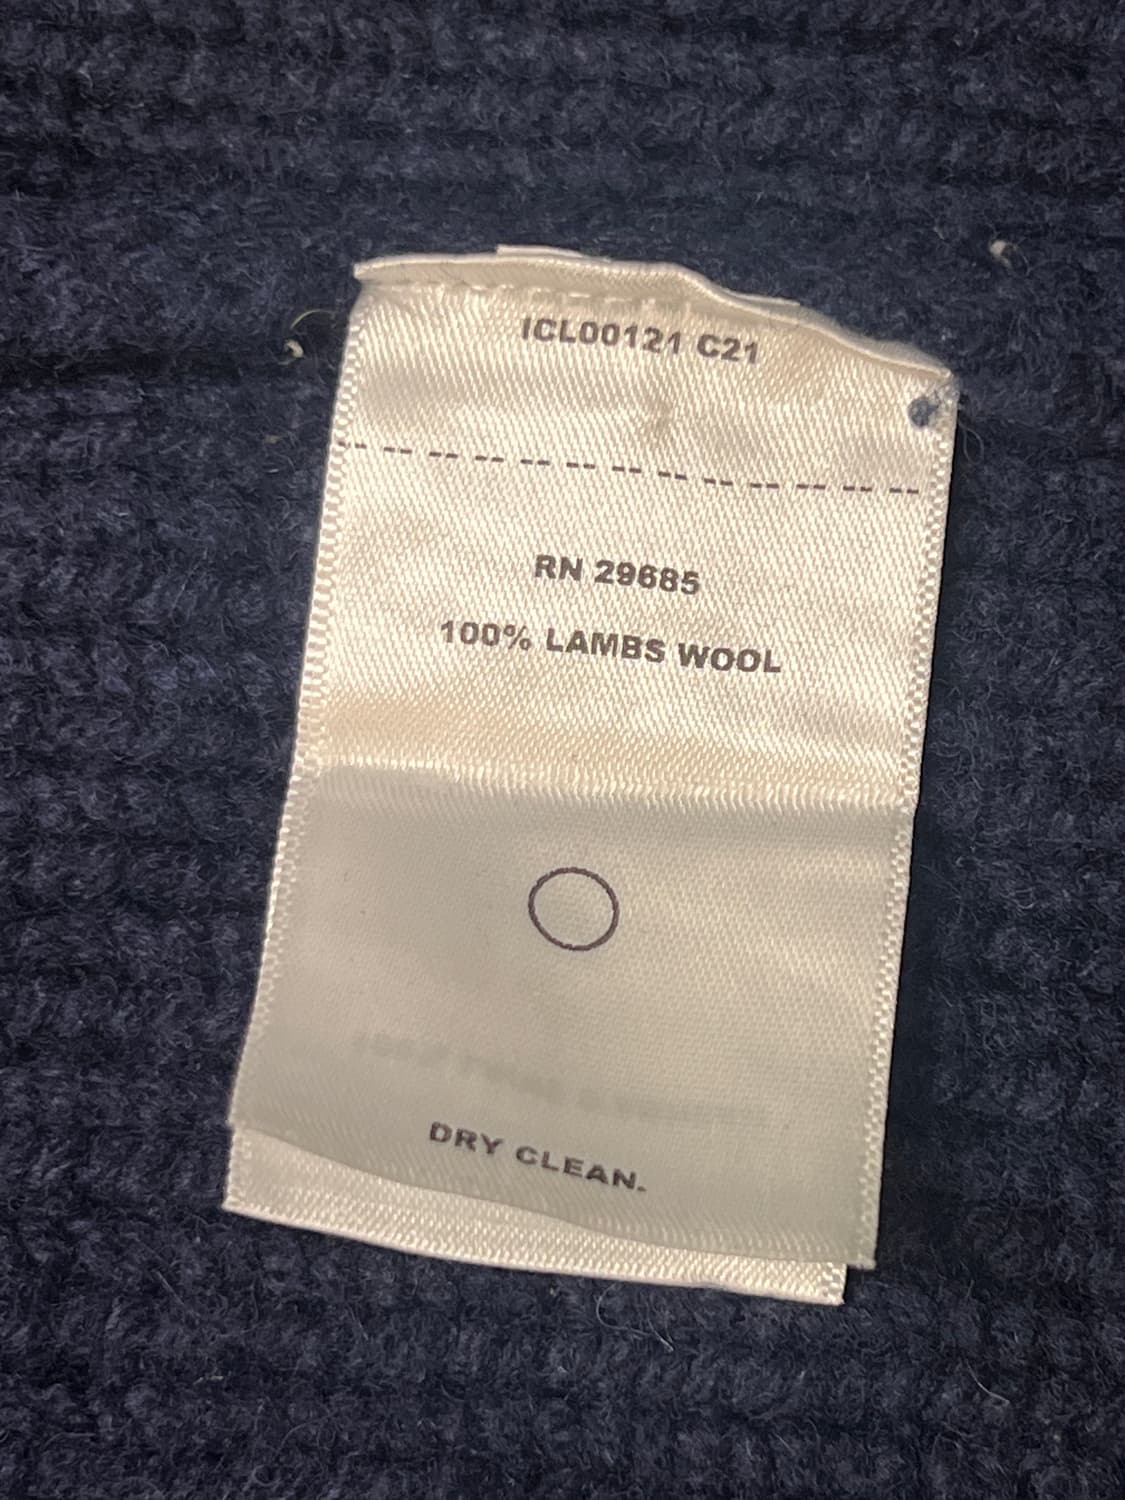 ICL00121 C21
RN 29685
100% LAMBS WOOL
DRY CLEAN.